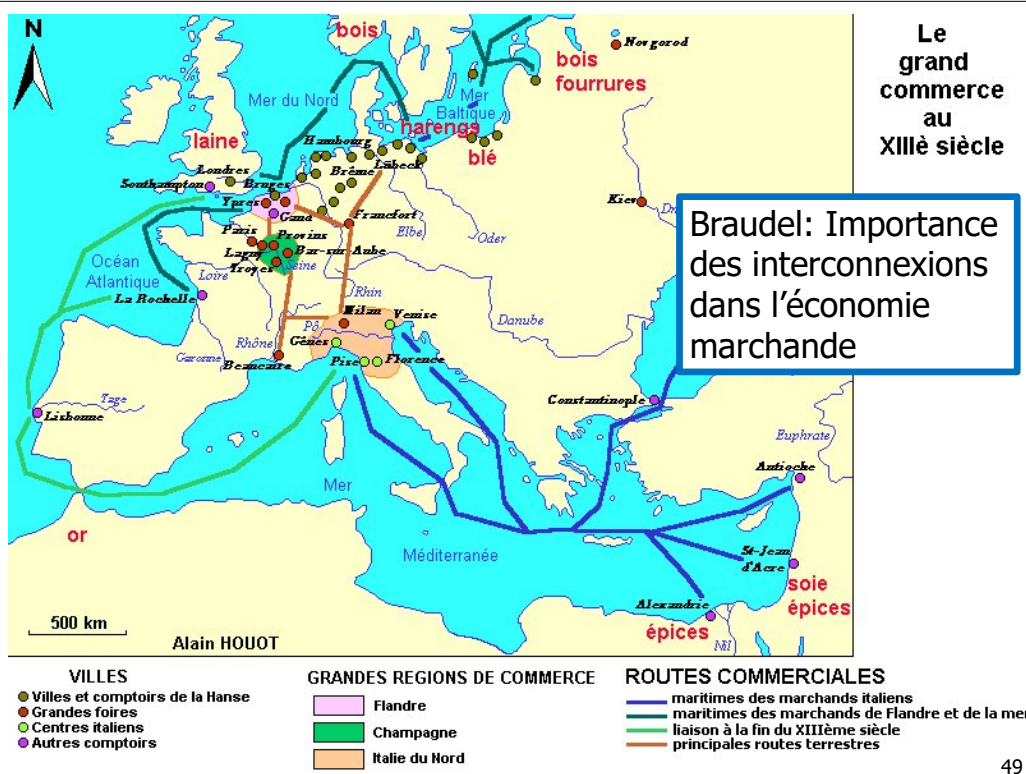 N
Le
grand
commerce
au
XIIIè siècle
bois
Novgorod
bois
fourrures
Mer du Nord
Mer
Baltique
harengs
laine
blé
Hambourg
Londres
Brême
Lübeck
Southampton
Bruges
Ypres
Gand
Francfort
Kiev
Elbe
Oder
Paris
Provins
Lagny
Bar-sur-Aube
Troyes
Seine
Océan
Atlantique
Loire
La Rochelle
Rhin
Danube
Milan
Venise
Pô
Rhône
Gênes
Garonne
Beaucaire
Pise
Florence
Braudel: Importance
des interconnexions
dans l’économie
marchande
Tage
Lisbonne
Constantinople
Euphrate
Antioche
Mer
or
Méditerranée
St-Jean
d'Acre
soie
épices
Alexandrie
épices
Nil
500 km
Alain HOUOT
VILLES
Villes et comptoirs de la Hanse
Grandes foires
Centres italiens
Autres comptoirs
GRANDES REGIONS DE COMMERCE
Flandre
Champagne
Italie du Nord
ROUTES COMMERCIALES
maritimes des marchands italiens
maritimes des marchands de Flandre et de la mer
liaison à la fin du XIIIème siècle
principales routes terrestres
49